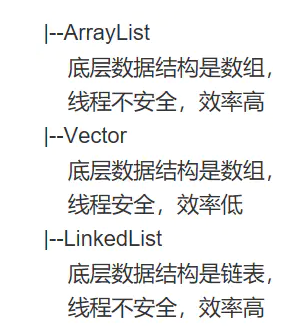 |--ArrayList
底层数据结构是数组，
线程不安全，效率高
|--Vector
底层数据结构是数组，
线程安全，效率低
|--LinkedList
底层数据结构是链表，
线程不安全，效率高